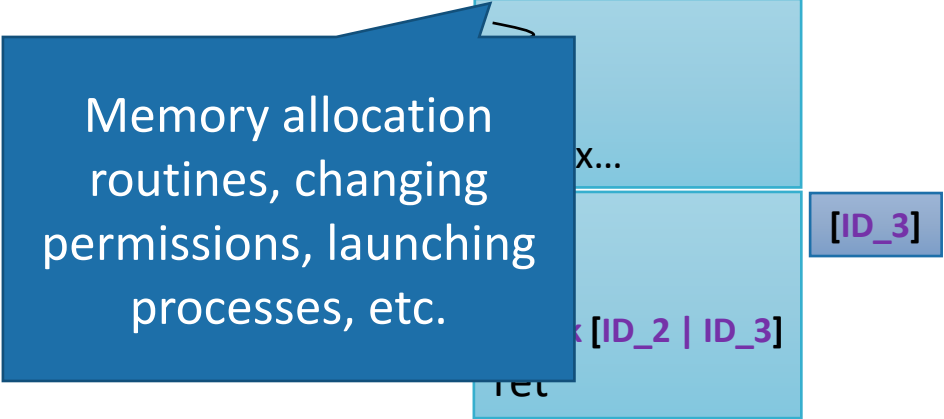 Memory allocation
routines, changing
permissions, launching
processes, etc.
x...
[ID_3]
[ID_2 | ID_3]
ret